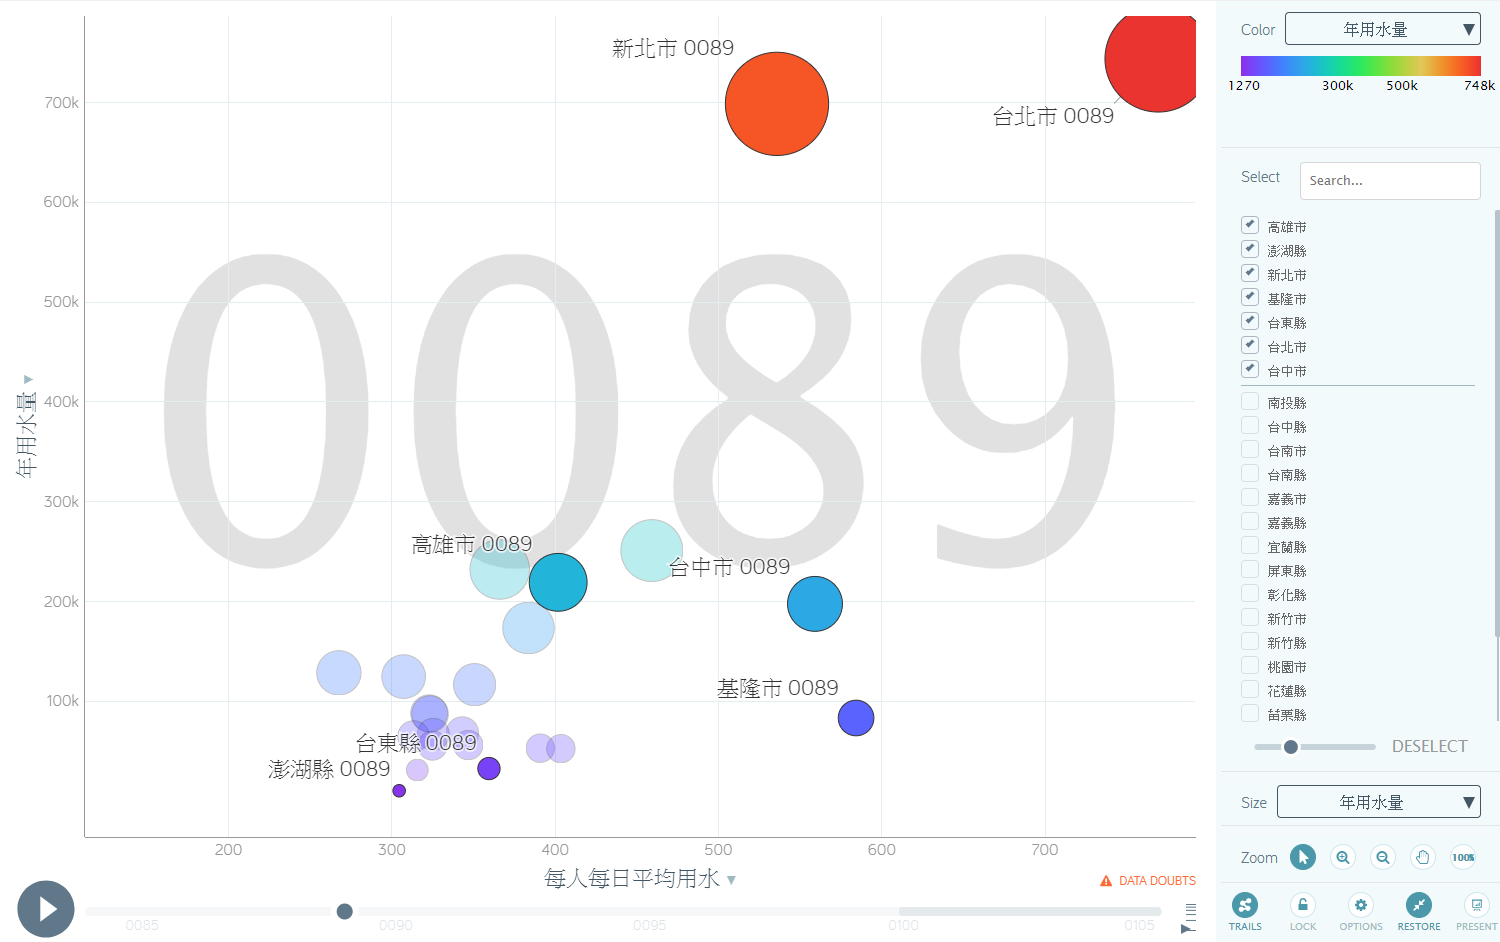 新北市 0089
台北市 0089
700k
600k
500k
400k
300k
200k
100k
0089
年用水量
高雄市 0089
台中市 0089
基隆市 0089
台東縣 0089
澎湖縣 0089
200
300
400
500
600
700
每人每日平均用水
DATA DOUBTS
0085
0090
0095
0100
0105
Color
年用水量
1270
300k
500k
748k
Select
Search...
高雄市
澎湖縣
新北市
基隆市
台東縣
台北市
台中市
南投縣
台中縣
台南市
台南縣
嘉義市
嘉義縣
宜蘭縣
屏東縣
彰化縣
新竹市
新竹縣
桃園市
花蓮縣
苗栗縣
DESELECT
Size
年用水量
Zoom
100%
TRAILS
LOCK
OPTIONS
RESTORE
PRESENT